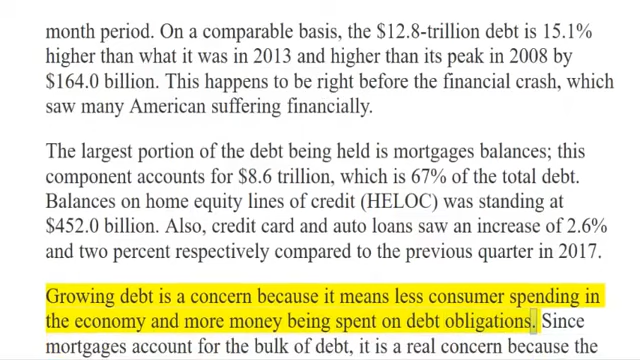 month period. On a comparable basis, the $12.8-trillion debt is 15.1%
higher than what it was in 2013 and higher than its peak in 2008 by
$164.0 billion. This happens to be right before the financial crash, which
saw many American suffering financially.
The largest portion of the debt being held is mortgages balances; this
component accounts for $8.6 trillion, which is 67% of the total debt.
Balances on home equity lines of credit (HELOC) was standing at
$452.0 billion. Also, credit card and auto loans saw an increase of 2.6%
and two percent respectively compared to the previous quarter in 2017.
Growing debt is a concern because it means less consumer spending in
the economy and more money being spent on debt obligations. Since
mortgages account for the bulk of debt, it is a real concern because the